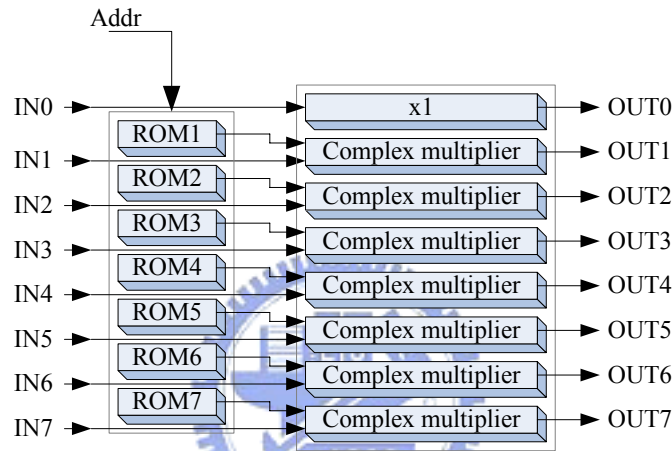 Addr
IN0 x1 OUT0
ROM1
IN1 Complex multiplier OUT1
ROM2
IN2 Complex multiplier OUT2
ROM3
IN3 Complex multiplier OUT3
ROM4
IN4 Complex multiplier OUT4
ROM5
IN5 Complex multiplier OUT5
ROM6
IN6 Complex multiplier OUT6
ROM7
IN7 Complex multiplier OUT7